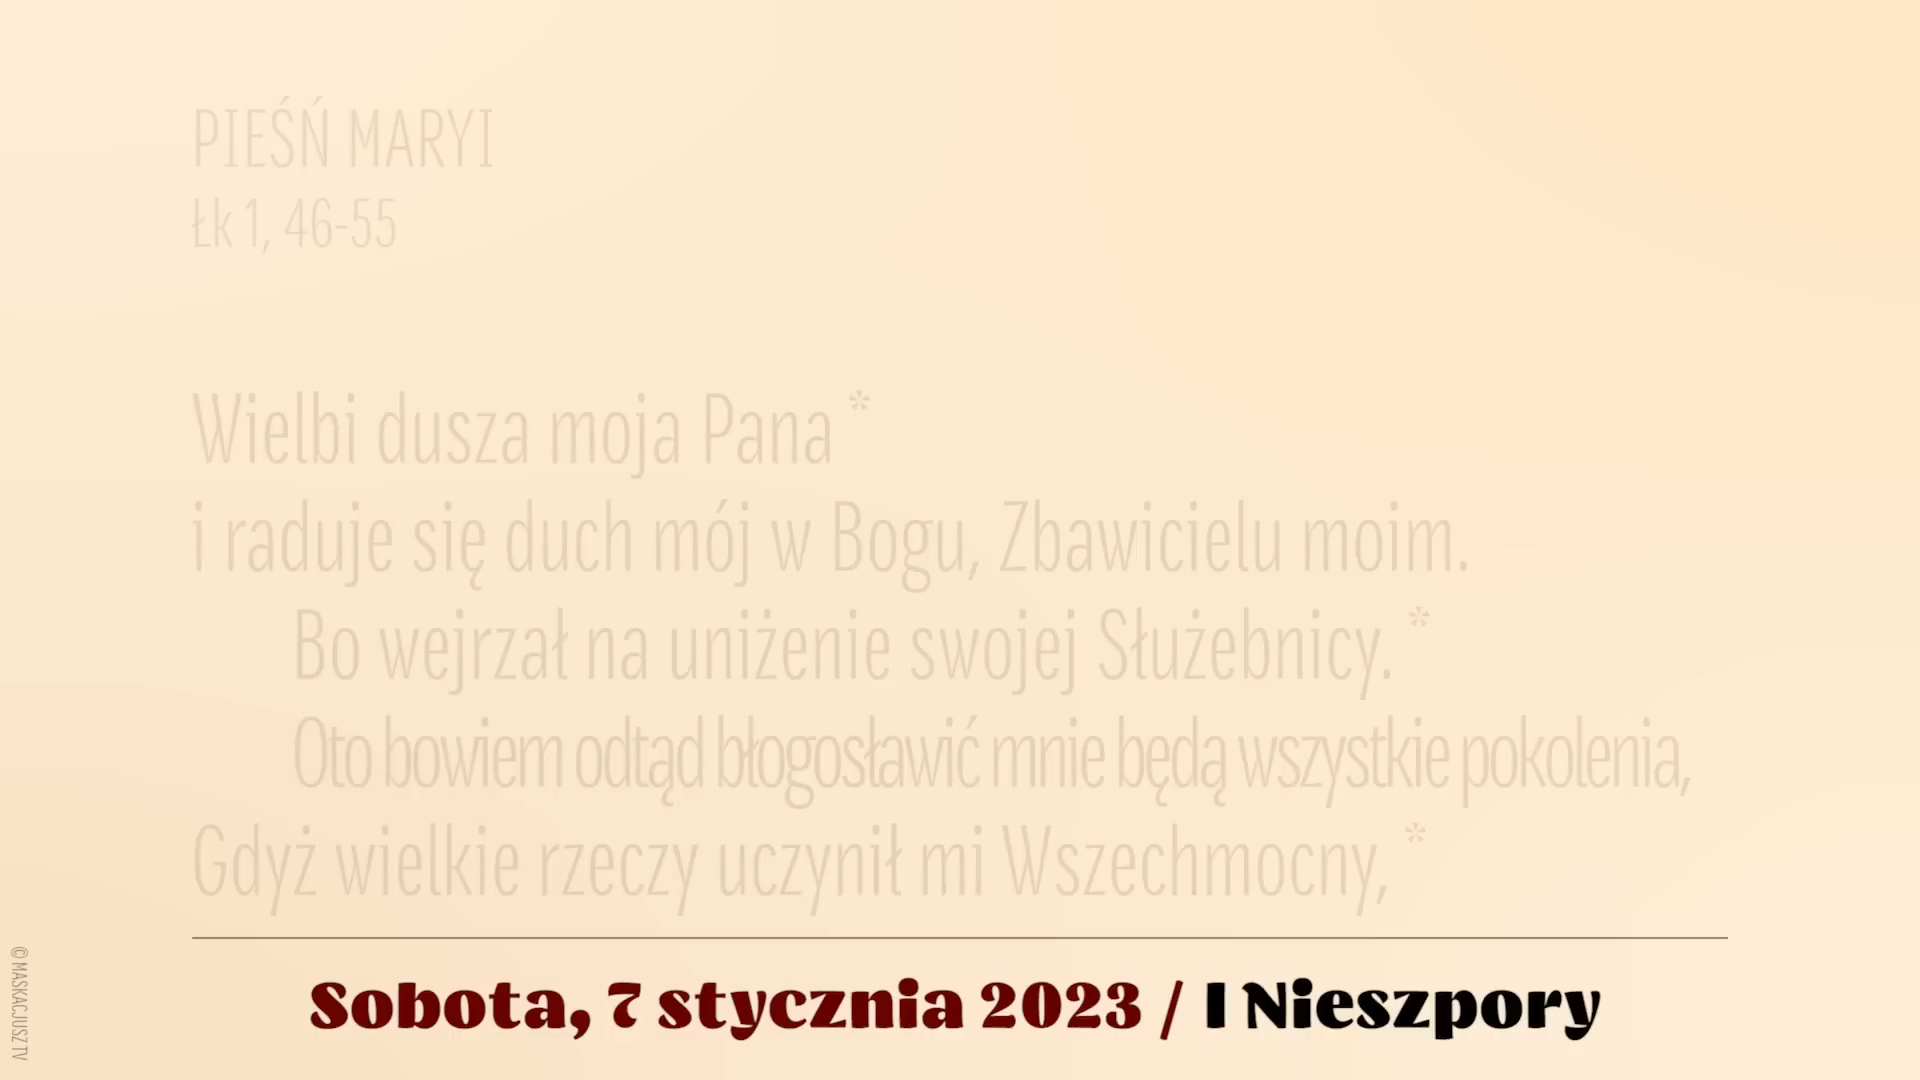 PIEŚŃ MARYI
Łk 1, 46-55
Wielbi dusza moja Pana *
i raduje się duch mój w Bogu, Zbawicielu moim.
Bo wejrzał na uniżenie swojej Służebnicy. *
Oto bowiem odtąd błogosławić mnie będą wszystkie pokolenia,
Gdyż wielkie rzeczy uczynił mi Wszechmocny, *
Sobota, 7 stycznia 2023 / I Nieszpory
© MASKACJUSZ TV